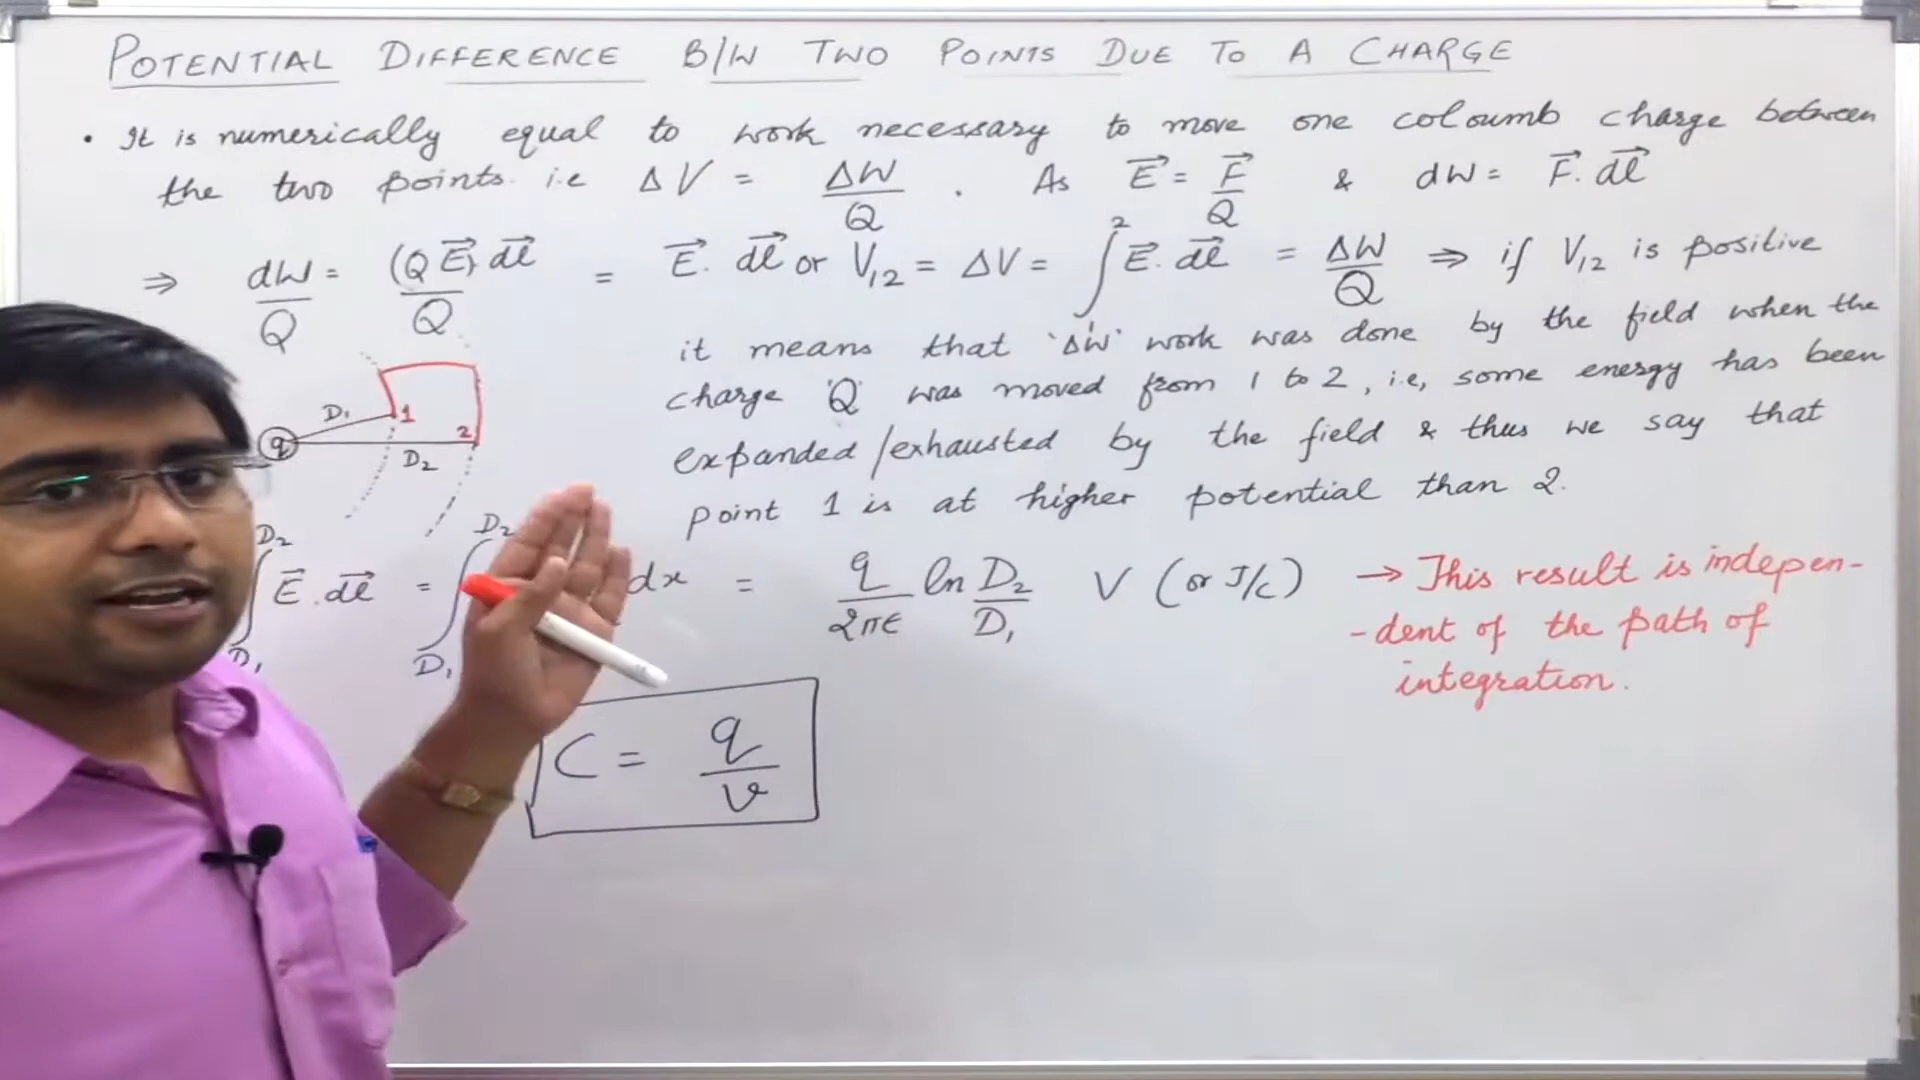 POTENTIAL DIFFERENCE B/W TWO POINTS DUE TO A CHARGE
• It is numerically equal to work necessary to move one coloumb charge between
the two points. i.e ΔV = ΔW/Q . As E⃗ = F⃗/Q & dW = F⃗. dl⃗
⇒ dW/Q = (Q E⃗). dl⃗/Q = E⃗. dl⃗ or V₁₂ = ΔV = ∫₁² E⃗. dl⃗ = ΔW/Q ⇒ if V₁₂ is positive
it means that 'ΔW' work was done by the field when the
charge 'Q' was moved from 1 to 2, i.e, some energy has been
expanded /exhausted by the field & thus we say that
point 1 is at higher potential than 2.
q D₁ 1
D₂ 2
∫ D₁ D₂ E⃗ . dl⃗ = ∫ D₁ D₂ dx = q/2πε ln D₂/D₁ V (or J/C) → This result is indepen-
-dent of the path of
integration.
C = q/v